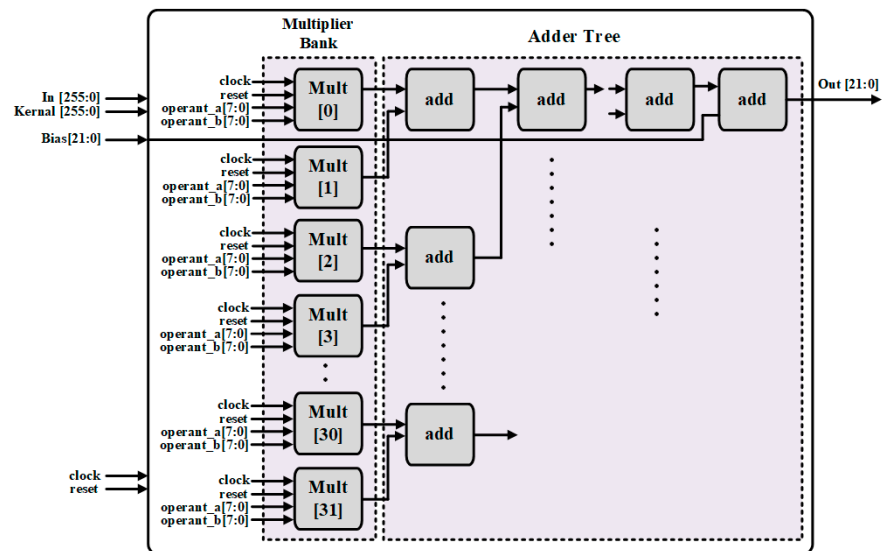 Multiplier
Bank
Adder Tree
In [255:0]
Kernal [255:0]
Bias[21:0]
clock
reset
Out [21:0]
clock
reset
operant_a[7:0]
operant_b[7:0]
Mult
[0]
add
add
add
add
clock
reset
operant_a[7:0]
operant_b[7:0]
Mult
[1]
clock
reset
operant_a[7:0]
operant_b[7:0]
Mult
[2]
add
clock
reset
operant_a[7:0]
operant_b[7:0]
Mult
[3]
clock
reset
operant_a[7:0]
operant_b[7:0]
Mult
[30]
add
clock
reset
operant_a[7:0]
operant_b[7:0]
Mult
[31]